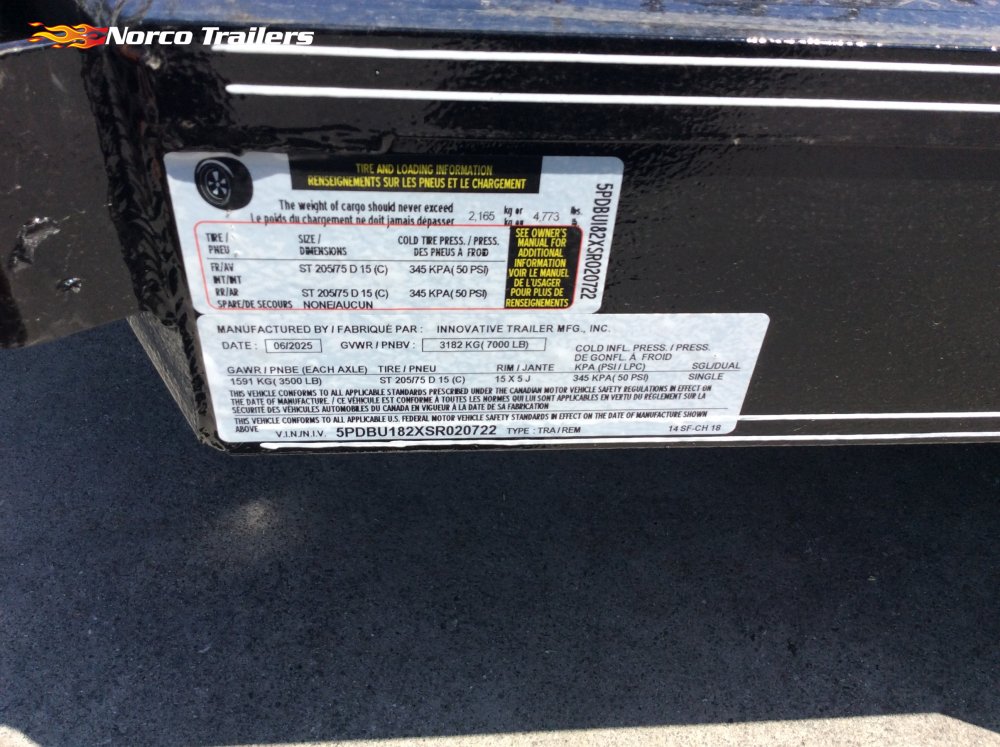 Norco Trailers
TIRE AND LOADING INFORMATION
RENSEIGNEMENTS SUR LES PNEUS ET LE CHARGEMENT
The weight of cargo should never exceed
Le poids du chargement ne doit jamais dépasser
2,165 kg or 4,773 lbs.
5PDBU182XSR020722
TIRE / SIZE / COLD TIRE PRESS. / PRESS.
PNEU DIMENSIONS DES PNEUS À FROID
FR/AV ST 205/75 D 15 (C) 345 KPA( 50 PSI)
INT/INT
RR/AR ST 205/75 D 15 (C) 345 KPA( 50 PSI)
SPARE/DE SECOURS NONE/AUCUN
SEE OWNER'S
MANUAL FOR
ADDITIONAL
INFORMATION
VOIR LE MANUEL
DE L'USAGER
POUR PLUS DE
RENSEIGNEMENTS
MANUFACTURED BY / FABRIQUÉ PAR : INNOVATIVE TRAILER MFG., INC.
DATE : 06/2025 GVWR / PNBV : 3182 KG( 7000 LB)
COLD INFL. PRESS. / PRESS.
DE GONFL. À FROID
GAWR / PNBE (EACH AXLE) TIRE / PNEU RIM / JANTE KPA (PSI / LPC) SGL/DUAL
1591 KG( 3500 LB) ST 205/75 D 15 (C) 15 X 5 J 345 KPA( 50 PSI) SINGLE
THIS VEHICLE CONFORMS TO ALL APPLICABLE STANDARDS PRESCRIBED UNDER THE CANADIAN MOTOR VEHICLE SAFETY REGULATIONS IN EFFECT ON
THE DATE OF MANUFACTURE. / CE VÉHICULE EST CONFORME À TOUTES LES NORMES QUI LUI SONT APPLICABLES EN VERTU DU RÈGLEMENT SUR LA
SÉCURITÉ DES VÉHICULES AUTOMOBILES DU CANADA EN VIGUEUR À LA DATE DE SA FABRICATION
THIS VEHICLE CONFORMS TO ALL APPLICABLE U.S. FEDERAL MOTOR VEHICLE SAFETY STANDARDS IN EFFECT ON THE DATE OF MANUFACTURE SHOWN
ABOVE.
V.I.N./N.I.V. 5PDBU182XSR020722 TYPE : TRA / REM 14 SF-CH 18